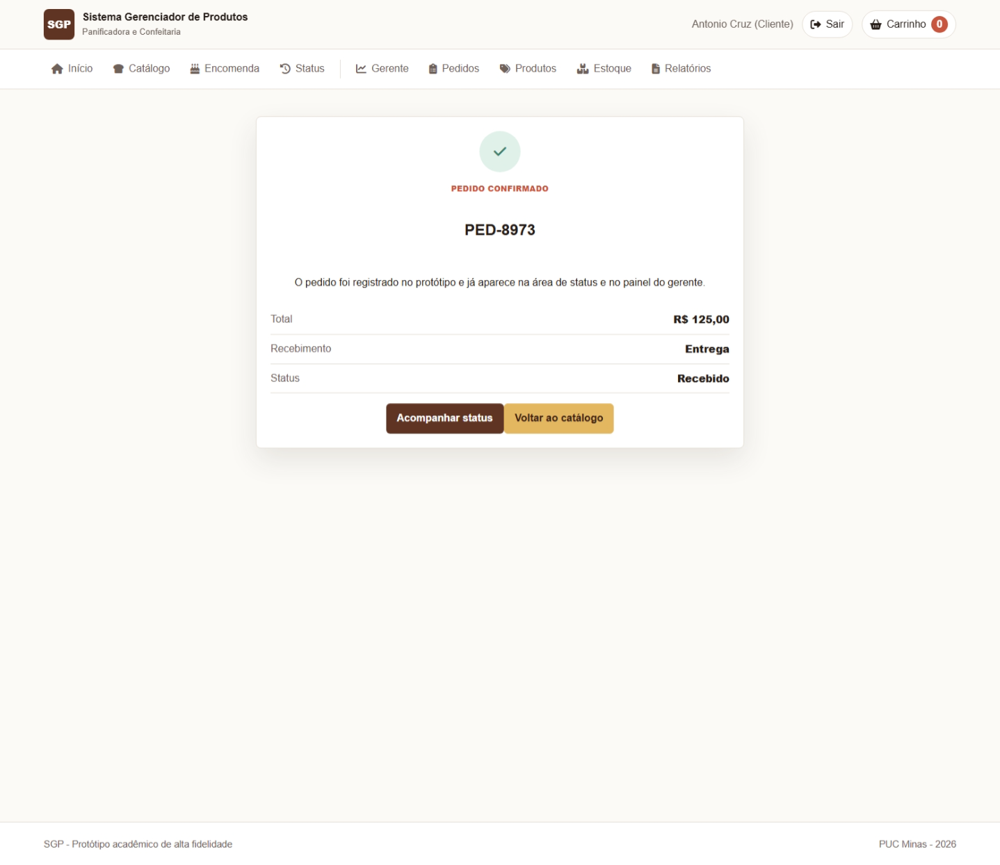 SGP
Sistema Gerenciador de Produtos
Panificadora e Confeitaria
Antonio Cruz (Cliente)
Sair
Carrinho 0
Início
Catálogo
Encomenda
Status
Gerente
Pedidos
Produtos
Estoque
Relatórios
PEDIDO CONFIRMADO
PED-8973
O pedido foi registrado no protótipo e já aparece na área de status e no painel do gerente.
Total R$ 125,00
Recebimento Entrega
Status Recebido
Acompanhar status
Voltar ao catálogo
SGP - Protótipo acadêmico de alta fidelidade
PUC Minas - 2026